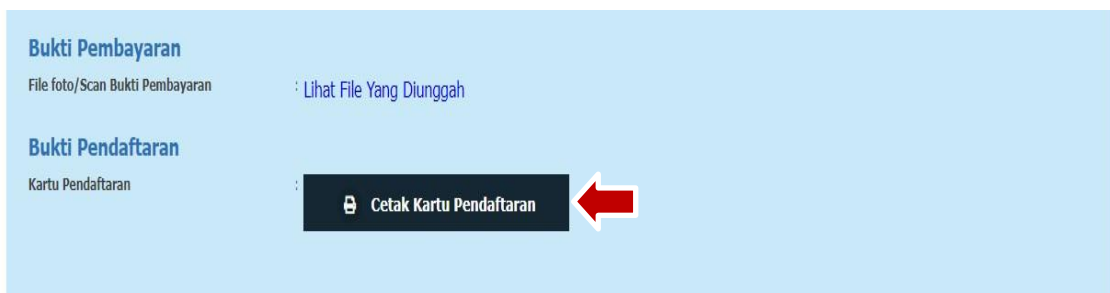 Bukti Pembayaran
File foto/Scan Bukti Pembayaran : Lihat File Yang Diunggah
Bukti Pendaftaran
Kartu Pendaftaran :
Cetak Kartu Pendaftaran